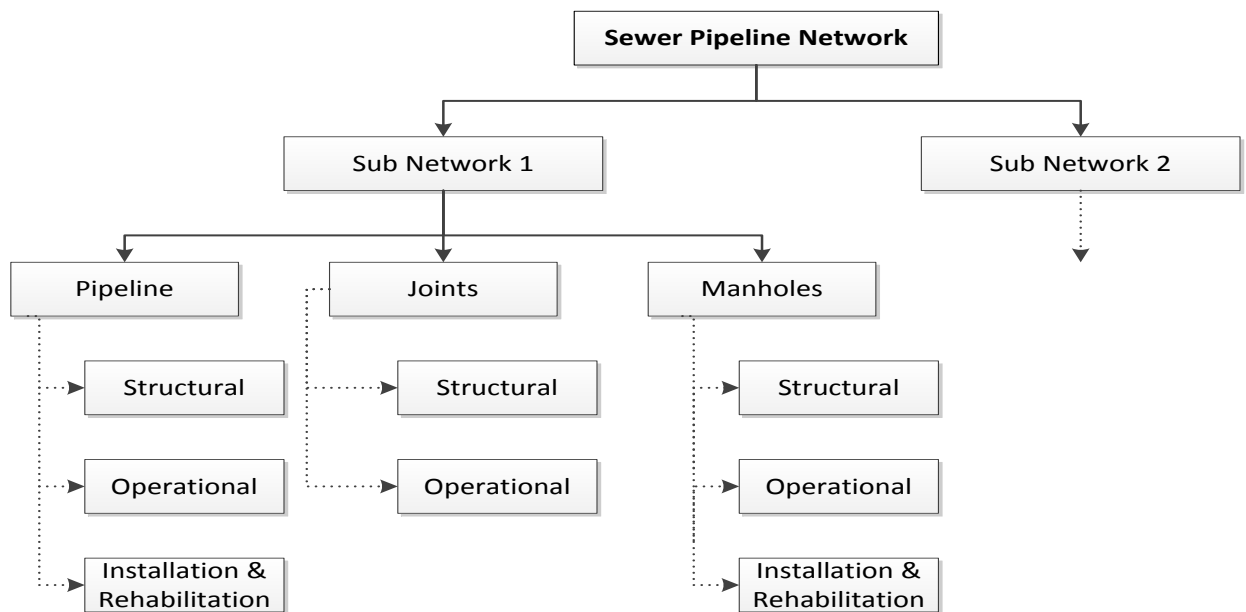 Sewer Pipeline Network
Sub Network 1
Sub Network 2
Pipeline
Joints
Manholes
Structural
Structural
Structural
Operational
Operational
Operational
Installation &
Rehabilitation
Installation &
Rehabilitation